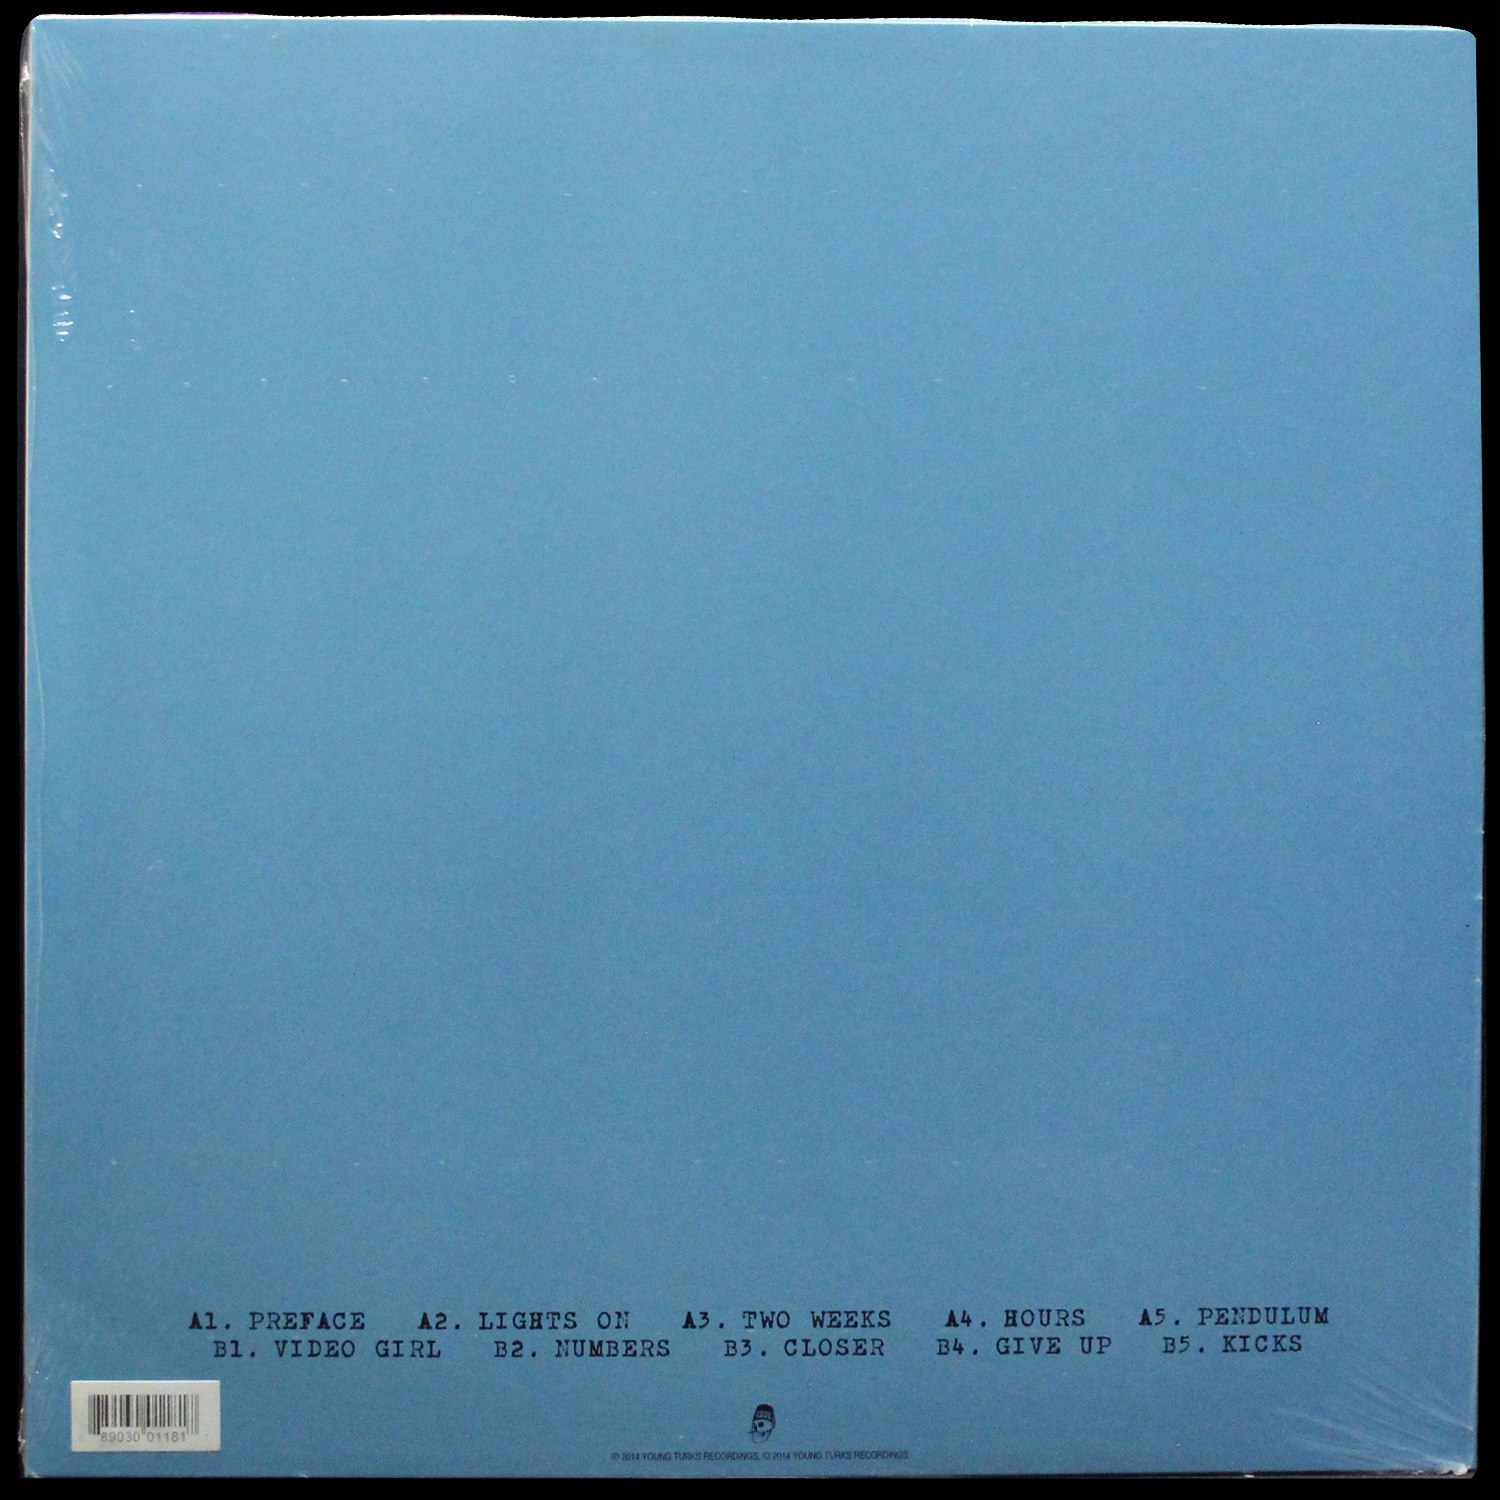 A1. PREFACE A2. LIGHTS ON A3. TWO WEEKS A4. HOURS A5. PENDULUM
B1. VIDEO GIRL B2. NUMBERS B3. CLOSER B4. GIVE UP B5. KICKS
89030 01181
℗ 2014 YOUNG TURKS RECORDINGS. © 2014 YOUNG TURKS RECORDINGS